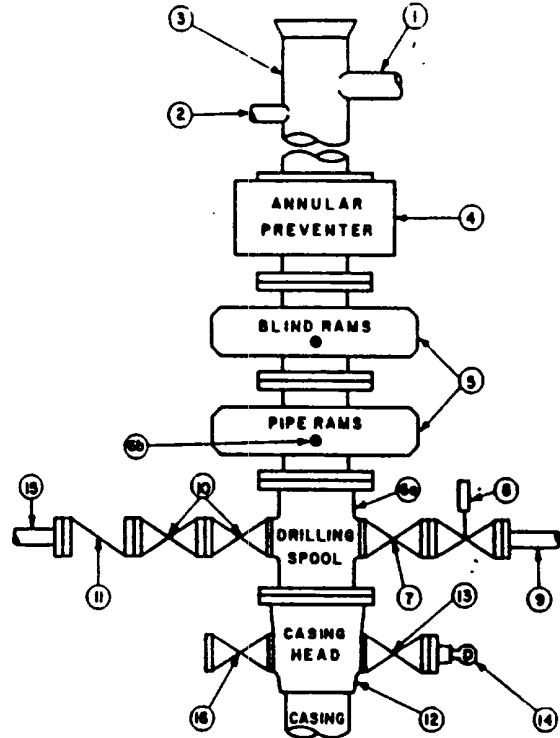 3
1
2
ANNULAR
PREVENTER
4
BLIND RAMS
5
PIPE RAMS
6b
6a
8
15
10
DRILLING
SPOOL
11
7
9
13
CASING
HEAD
16
12
14
CASING